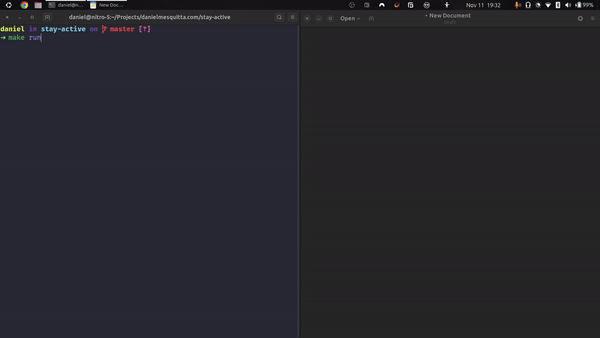 daniel@n... New Doc... Nov 11 19:32 99%
daniel@nitro-5:~/Projects/danielmesquitta.com/stay-active
Open
• New Document
Draft
daniel in stay-active on master [?]
➜ make run